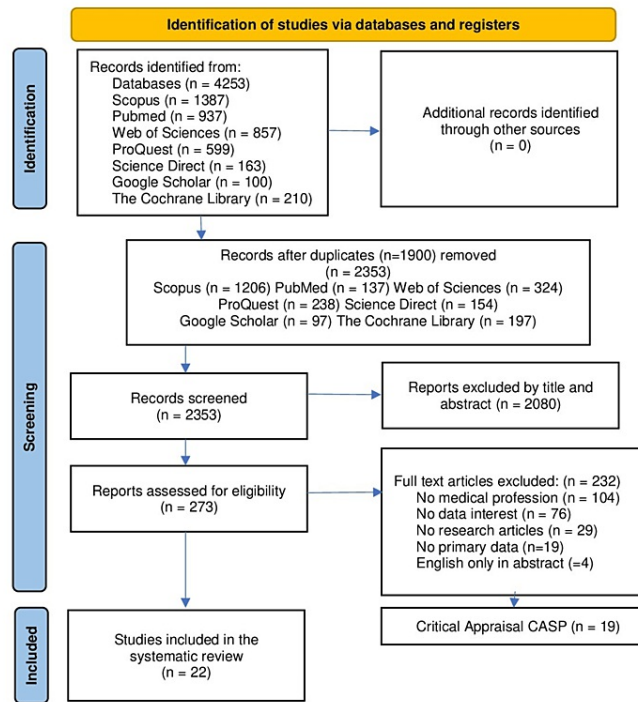 Identification of studies via databases and registers
Identification
Records identified from:
Databases (n = 4253)
Scopus (n = 1387)
Pubmed (n = 937)
Web of Sciences (n = 857)
ProQuest (n = 599)
Science Direct (n = 163)
Google Scholar (n = 100)
The Cochrane Library (n = 210)
Additional records identified
through other sources
(n = 0)
Screening
Records after duplicates (n=1900) removed
(n = 2353)
Scopus (n = 1206) PubMed (n = 137) Web of Sciences (n = 324)
ProQuest (n = 238) Science Direct (n = 154)
Google Scholar (n = 97) The Cochrane Library (n = 197)
Records screened
(n = 2353)
Reports excluded by title and
abstract (n = 2080)
Reports assessed for eligibility
(n = 273)
Full text articles excluded: (n = 232)
No medical profession (n = 104)
No data interest (n = 76)
No research articles (n = 29)
No primary data (n=19)
English only in abstract (=4)
Included
Studies included in the
systematic review
(n = 22)
Critical Appraisal CASP (n = 19)